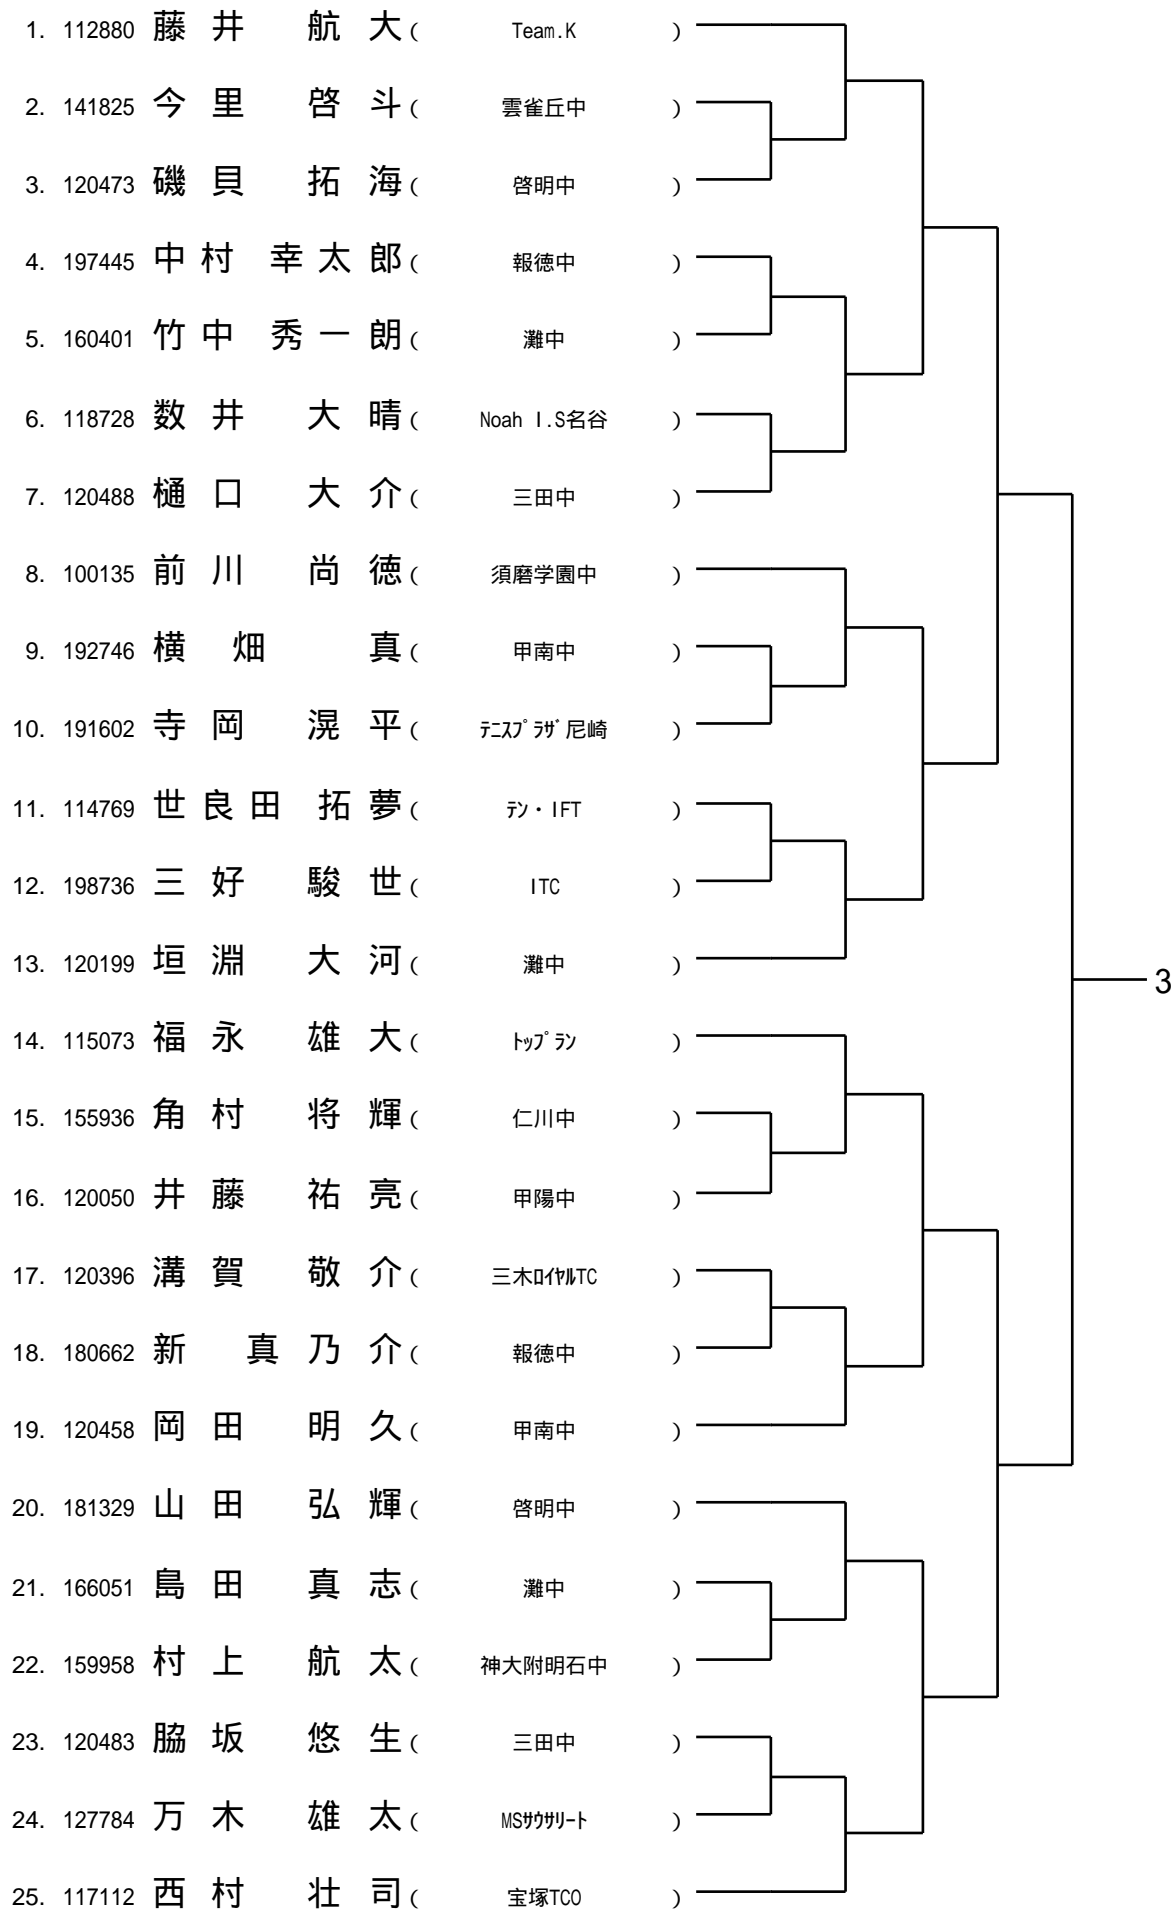 1. 112880 藤井 航大( Team.K )
2. 141825 今里 啓斗( 雲雀丘中 )
3. 120473 磯貝 拓海( 啓明中 )
4. 197445 中村 幸太郎( 報徳中 )
5. 160401 竹中 秀一朗( 灘中 )
6. 118728 数井 大晴( Noah I.S名谷 )
7. 120488 樋口 大介( 三田中 )
8. 100135 前川 尚徳( 須磨学園中 )
9. 192746 横畑 真( 甲南中 )
10. 191602 寺岡 滉平( ﾃﾆｽﾌﾟﾗｻﾞ尼崎 )
11. 114769 世良田 拓夢( ﾃﾝ・IFT )
12. 198736 三好 駿世( ITC )
13. 120199 垣淵 大河( 灘中 )
3
14. 115073 福永 雄大( ﾄｯﾌﾟﾗﾝ )
15. 155936 角村 将輝( 仁川中 )
16. 120050 井藤 祐亮( 甲陽中 )
17. 120396 溝賀 敬介( 三木ﾛｲﾔﾙTC )
18. 180662 新 真乃介( 報徳中 )
19. 120458 岡田 明久( 甲南中 )
20. 181329 山田 弘輝( 啓明中 )
21. 166051 島田 真志( 灘中 )
22. 159958 村上 航太( 神大附明石中 )
23. 120483 脇坂 悠生( 三田中 )
24. 127784 万木 雄太( MSｻｳｻﾘｰﾄ )
25. 117112 西村 壮司( 宝塚TCO )